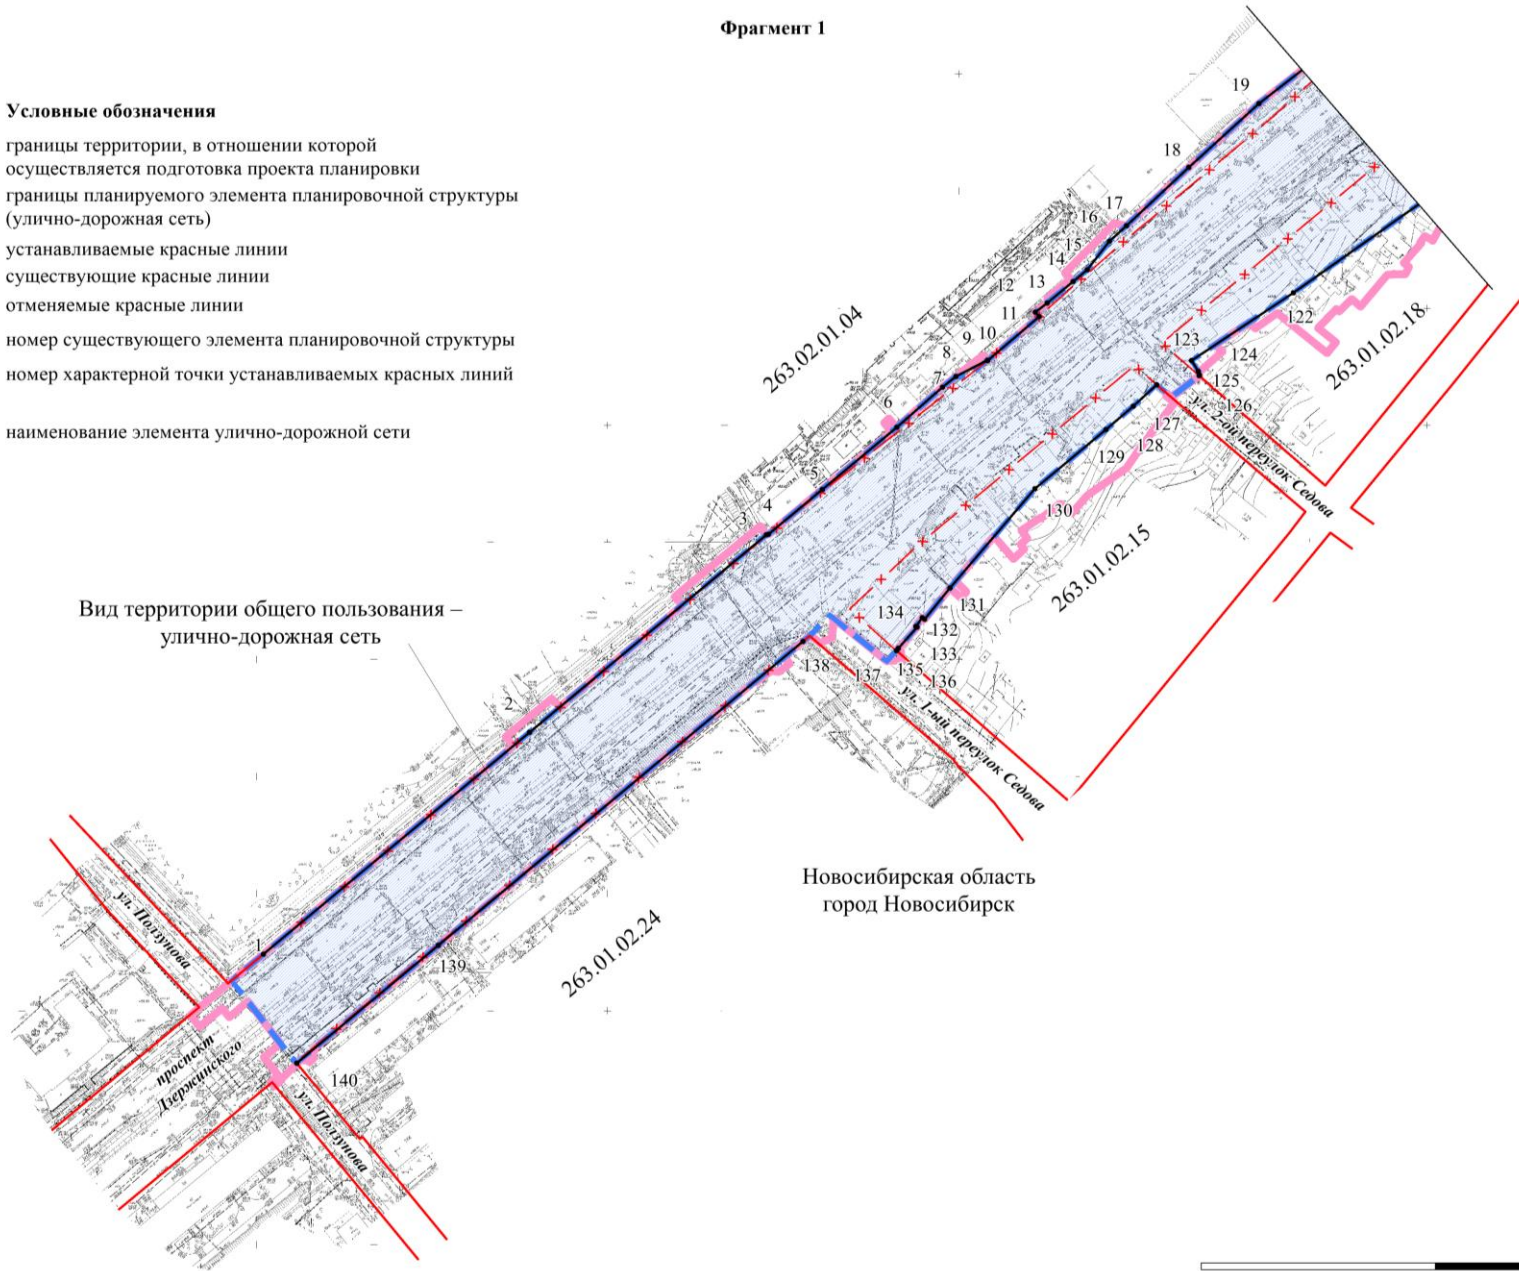 Фрагмент 1
Условные обозначения
границы территории, в отношении которой
осуществляется подготовка проекта планировки
границы планируемого элемента планировочной структуры
(улично-дорожная сеть)
устанавливаемые красные линии
существующие красные линии
отменяемые красные линии
номер существующего элемента планировочной структуры
номер характерной точки устанавливаемых красных линий
наименование элемента улично-дорожной сети
19
18
17
16
15
14
13
12
11
10
9
8
7
6
5
4
3
2
1
263.02.01.04
122
123
124
125
126
127
128
129
130
131
132
133
134
135
136
137
138
139
140
263.01.02.18
263.01.02.15
263.01.02.24
ул. 2-ой переулок Седова
ул. 1-ый переулок Седова
Вид территории общего пользования –
улично-дорожная сеть
Новосибирская область
город Новосибирск
ул. Ползунова
проспект
Дзержинского
ул. Ползунова